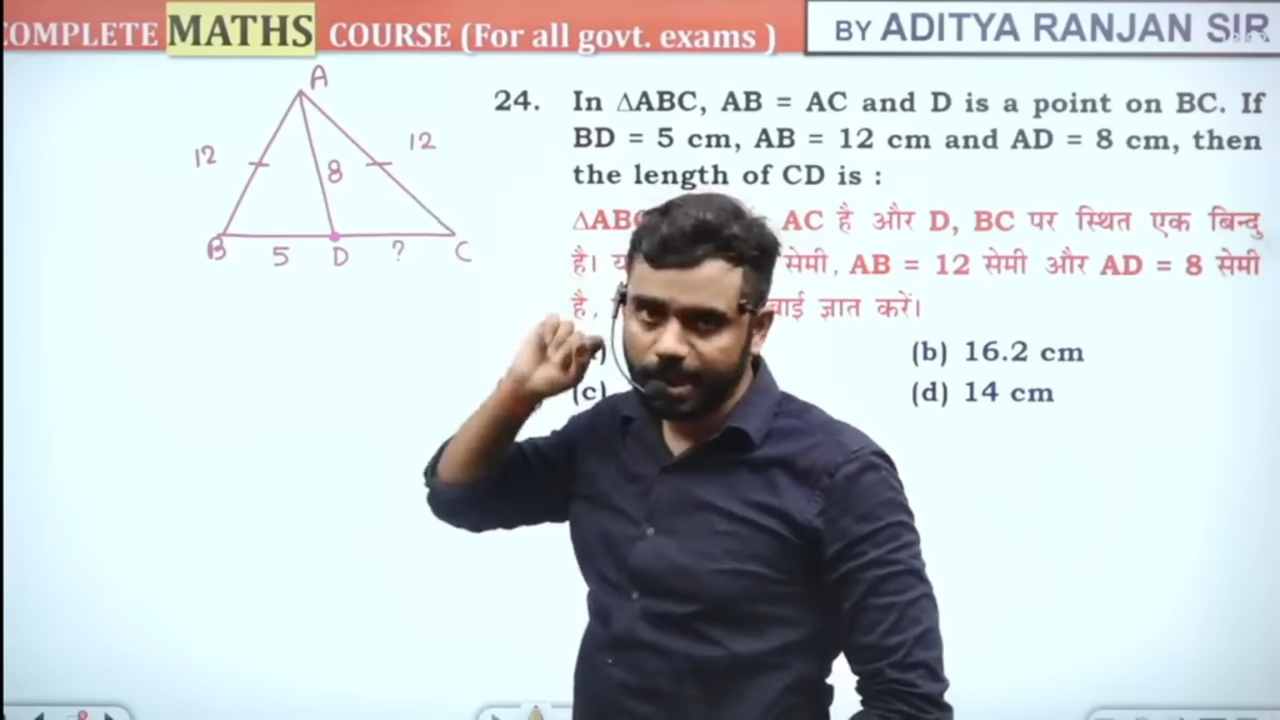 COMPLETE MATHS COURSE (For all govt. exams )
BY ADITYA RANJAN SIR
A
12
12
8
B
5
D
?
C
24. In ΔABC, AB = AC and D is a point on BC. If
BD = 5 cm, AB = 12 cm and AD = 8 cm, then
the length of CD is :
AC है और D, BC पर स्थित एक बिन्दु
है। सेमी, AB = 12 सेमी और AD = 8 सेमी
है, ज्ञात करें।
(b) 16.2 cm
(c)
(d) 14 cm